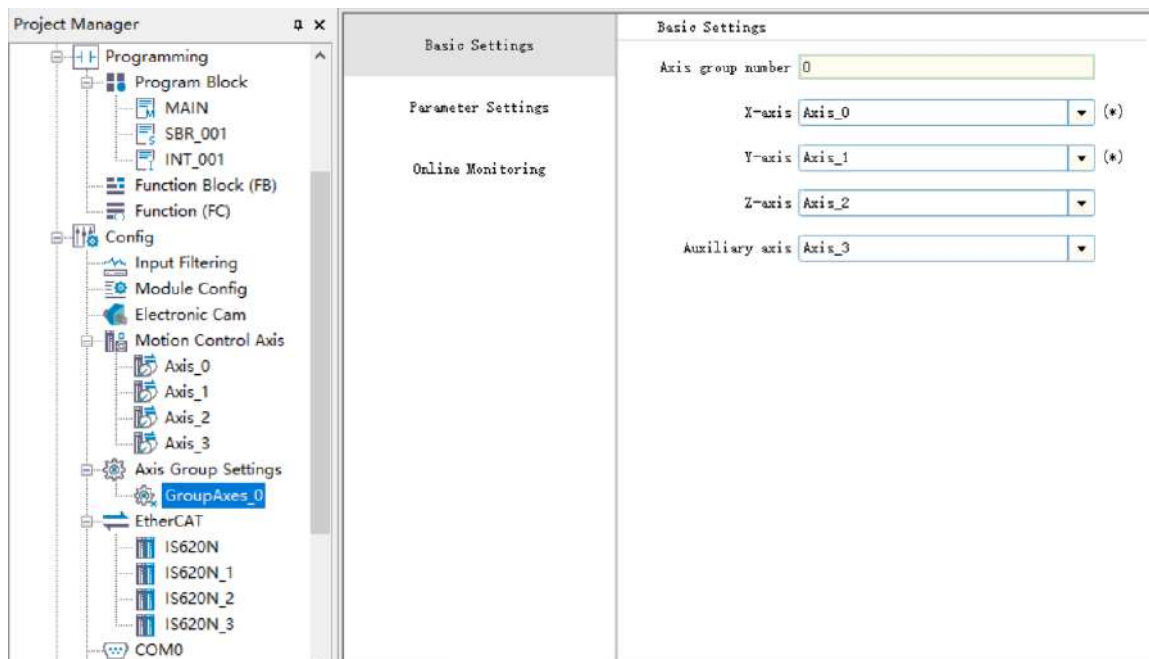 Project Manager
Programming
Program Block
MAIN
SBR_001
INT_001
Function Block (FB)
Function (FC)
Config
Input Filtering
Module Config
Electronic Cam
Motion Control Axis
Axis_0
Axis_1
Axis_2
Axis_3
Axis Group Settings
GroupAxes_0
EtherCAT
IS620N
IS620N_1
IS620N_2
IS620N_3
COM0
Basic Settings
Parameter Settings
Online Monitoring
Basic Settings
Axis group number 0
X-axis Axis_0 (*)
Y-axis Axis_1 (*)
Z-axis Axis_2
Auxiliary axis Axis_3